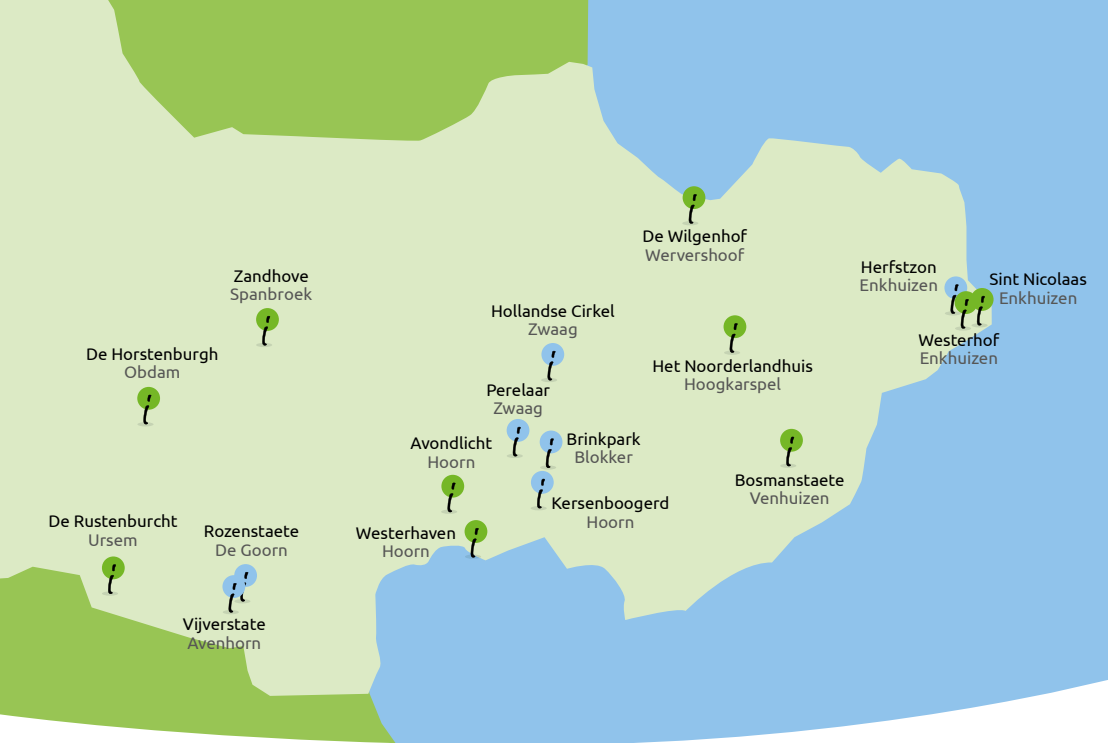 De Wilgenhof
Wervershoof
Herfstzon
Enkhuizen
Sint Nicolaas
Enkhuizen
Zandhove
Spanbroek
Hollandse Cirkel
Zwaag
Westerhof
Enkhuizen
De Horstenburgh
Obdam
Het Noorderlandhuis
Hoogkarspel
Perelaar
Zwaag
Avondlicht
Hoorn
Brinkpark
Blokker
Bosmanstaete
Venhuizen
Kersenboogerd
Hoorn
De Rustenburcht
Ursem
Rozenstaete
De Goorn
Westerhaven
Hoorn
Vijverstate
Avenhorn